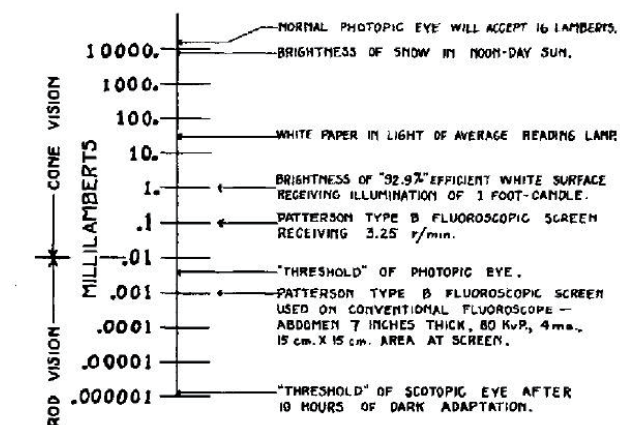 NORMAL PHOTOPIC EYE WILL ACCEPT 16 LAMBERTS.
10000.
BRIGHTNESS OF SNOW IN NOON-DAY SUN.
1000.
100.
WHITE PAPER IN LIGHT OF AVERAGE READING LAMP.
10.
BRIGHTNESS OF "92.9%" EFFICIENT WHITE SURFACE
RECEIVING ILLUMINATION OF 1 FOOT-CANDLE.
1.
PATTERSON TYPE B FLUOROSCOPIC SCREEN
RECEIVING 3.25 r/min.
.1
.01
"THRESHOLD" OF PHOTOPIC EYE.
.001
PATTERSON TYPE B FLUOROSCOPIC SCREEN
USED ON CONVENTIONAL FLUOROSCOPE —
ABDOMEN 7 INCHES THICK, 80 KvP., 4 ma.,
15 cm. X 15 cm. AREA AT SCREEN.
.0001
.00001
.000001
"THRESHOLD" OF SCOTOPIC EYE AFTER
10 HOURS OF DARK ADAPTATION.
MILLILAMBERTS
CONE VISION
ROD VISION